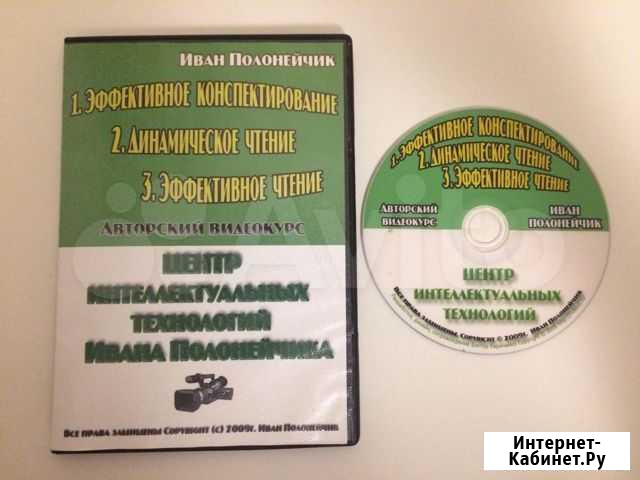 Иван Полонейчик
1. Эффективное конспектирование
2. Динамическое чтение
3. Эффективное чтение
Авторский видеокурс
Центр
интеллектуальных
технологий
Ивана Полонейчика
Все права защищены Copyright (c) 2009г. Иван Полонейчик
1. Эффективное конспектирование
2. Динамическое чтение
3. Эффективное чтение
Авторский
видеокурс
Иван
Полонейчик
Центр
интеллектуальных
технологий
Все права защищены. Copyright © 2009г. Иван Полонейчик
Avito
Интернет-
Кабинет.Ру